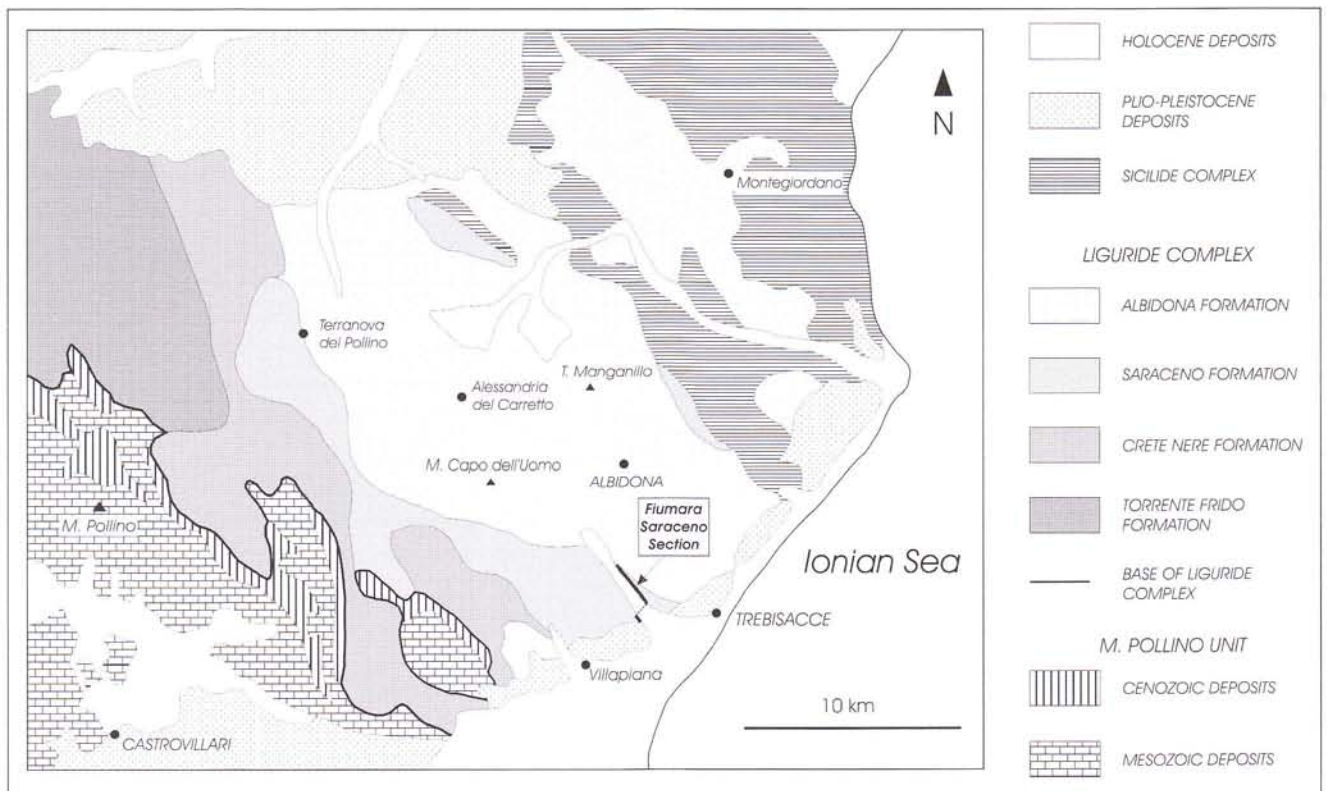 N
Montegiordano
Terranova
del Pollino
Alessandria
del Carretto
T. Manganillo
M. Capo dell'Uomo
ALBIDONA
M. Pollino
Fiumara
Saraceno
Section
Ionian Sea
TREBISACCE
Villapiana
CASTROVILLARI
10 km
HOLOCENE DEPOSITS
PLIO-PLEISTOCENE
DEPOSITS
SICILIDE COMPLEX
LIGURIDE COMPLEX
ALBIDONA FORMATION
SARACENO FORMATION
CRETE NERE FORMATION
TORRENTE FRIDO
FORMATION
BASE OF LIGURIDE
COMPLEX
M. POLLINO UNIT
CENOZOIC DEPOSITS
MESOZOIC DEPOSITS